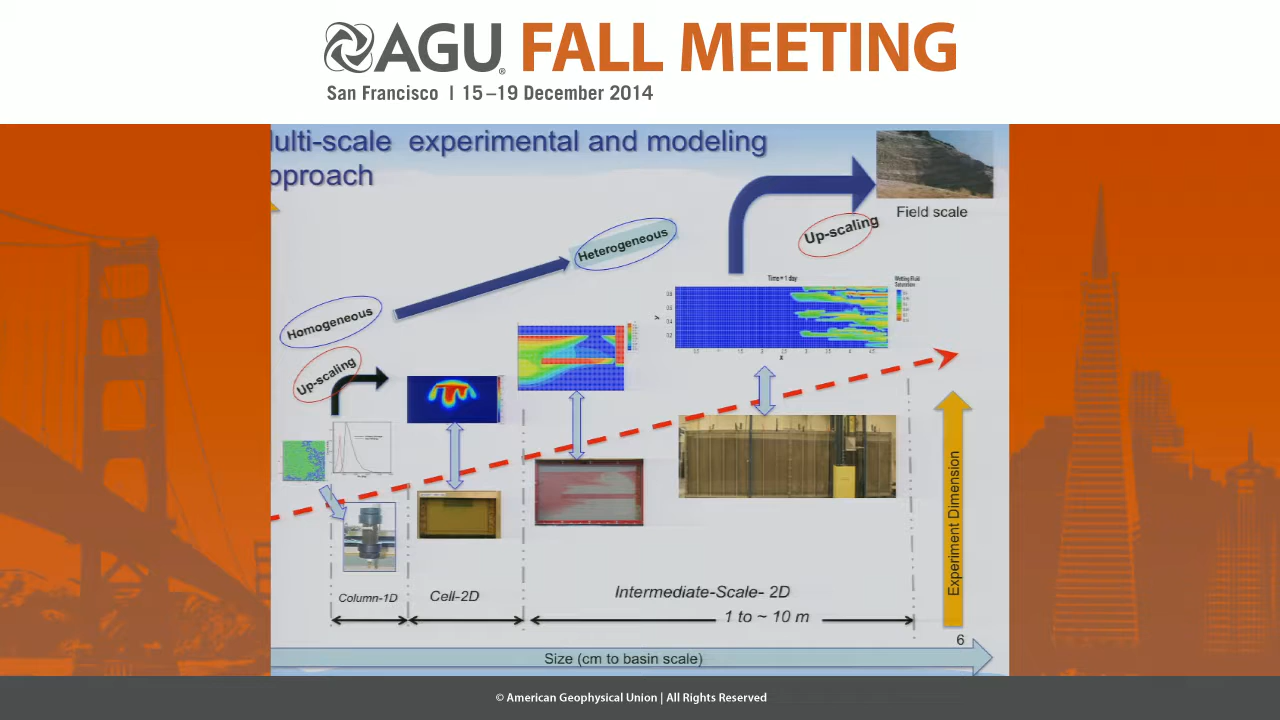 AGU FALL MEETING
San Francisco | 15–19 December 2014
ulti-scale experimental and modeling
pproach
Field scale
Up-scaling
Heterogeneous
Time = 1 day
Homogeneous
Up-scaling
Experiment Dimension
Column-1D
Cell-2D
Intermediate-Scale- 2D
1 to ~ 10 m
6
Size (cm to basin scale)
© American Geophysical Union | All Rights Reserved